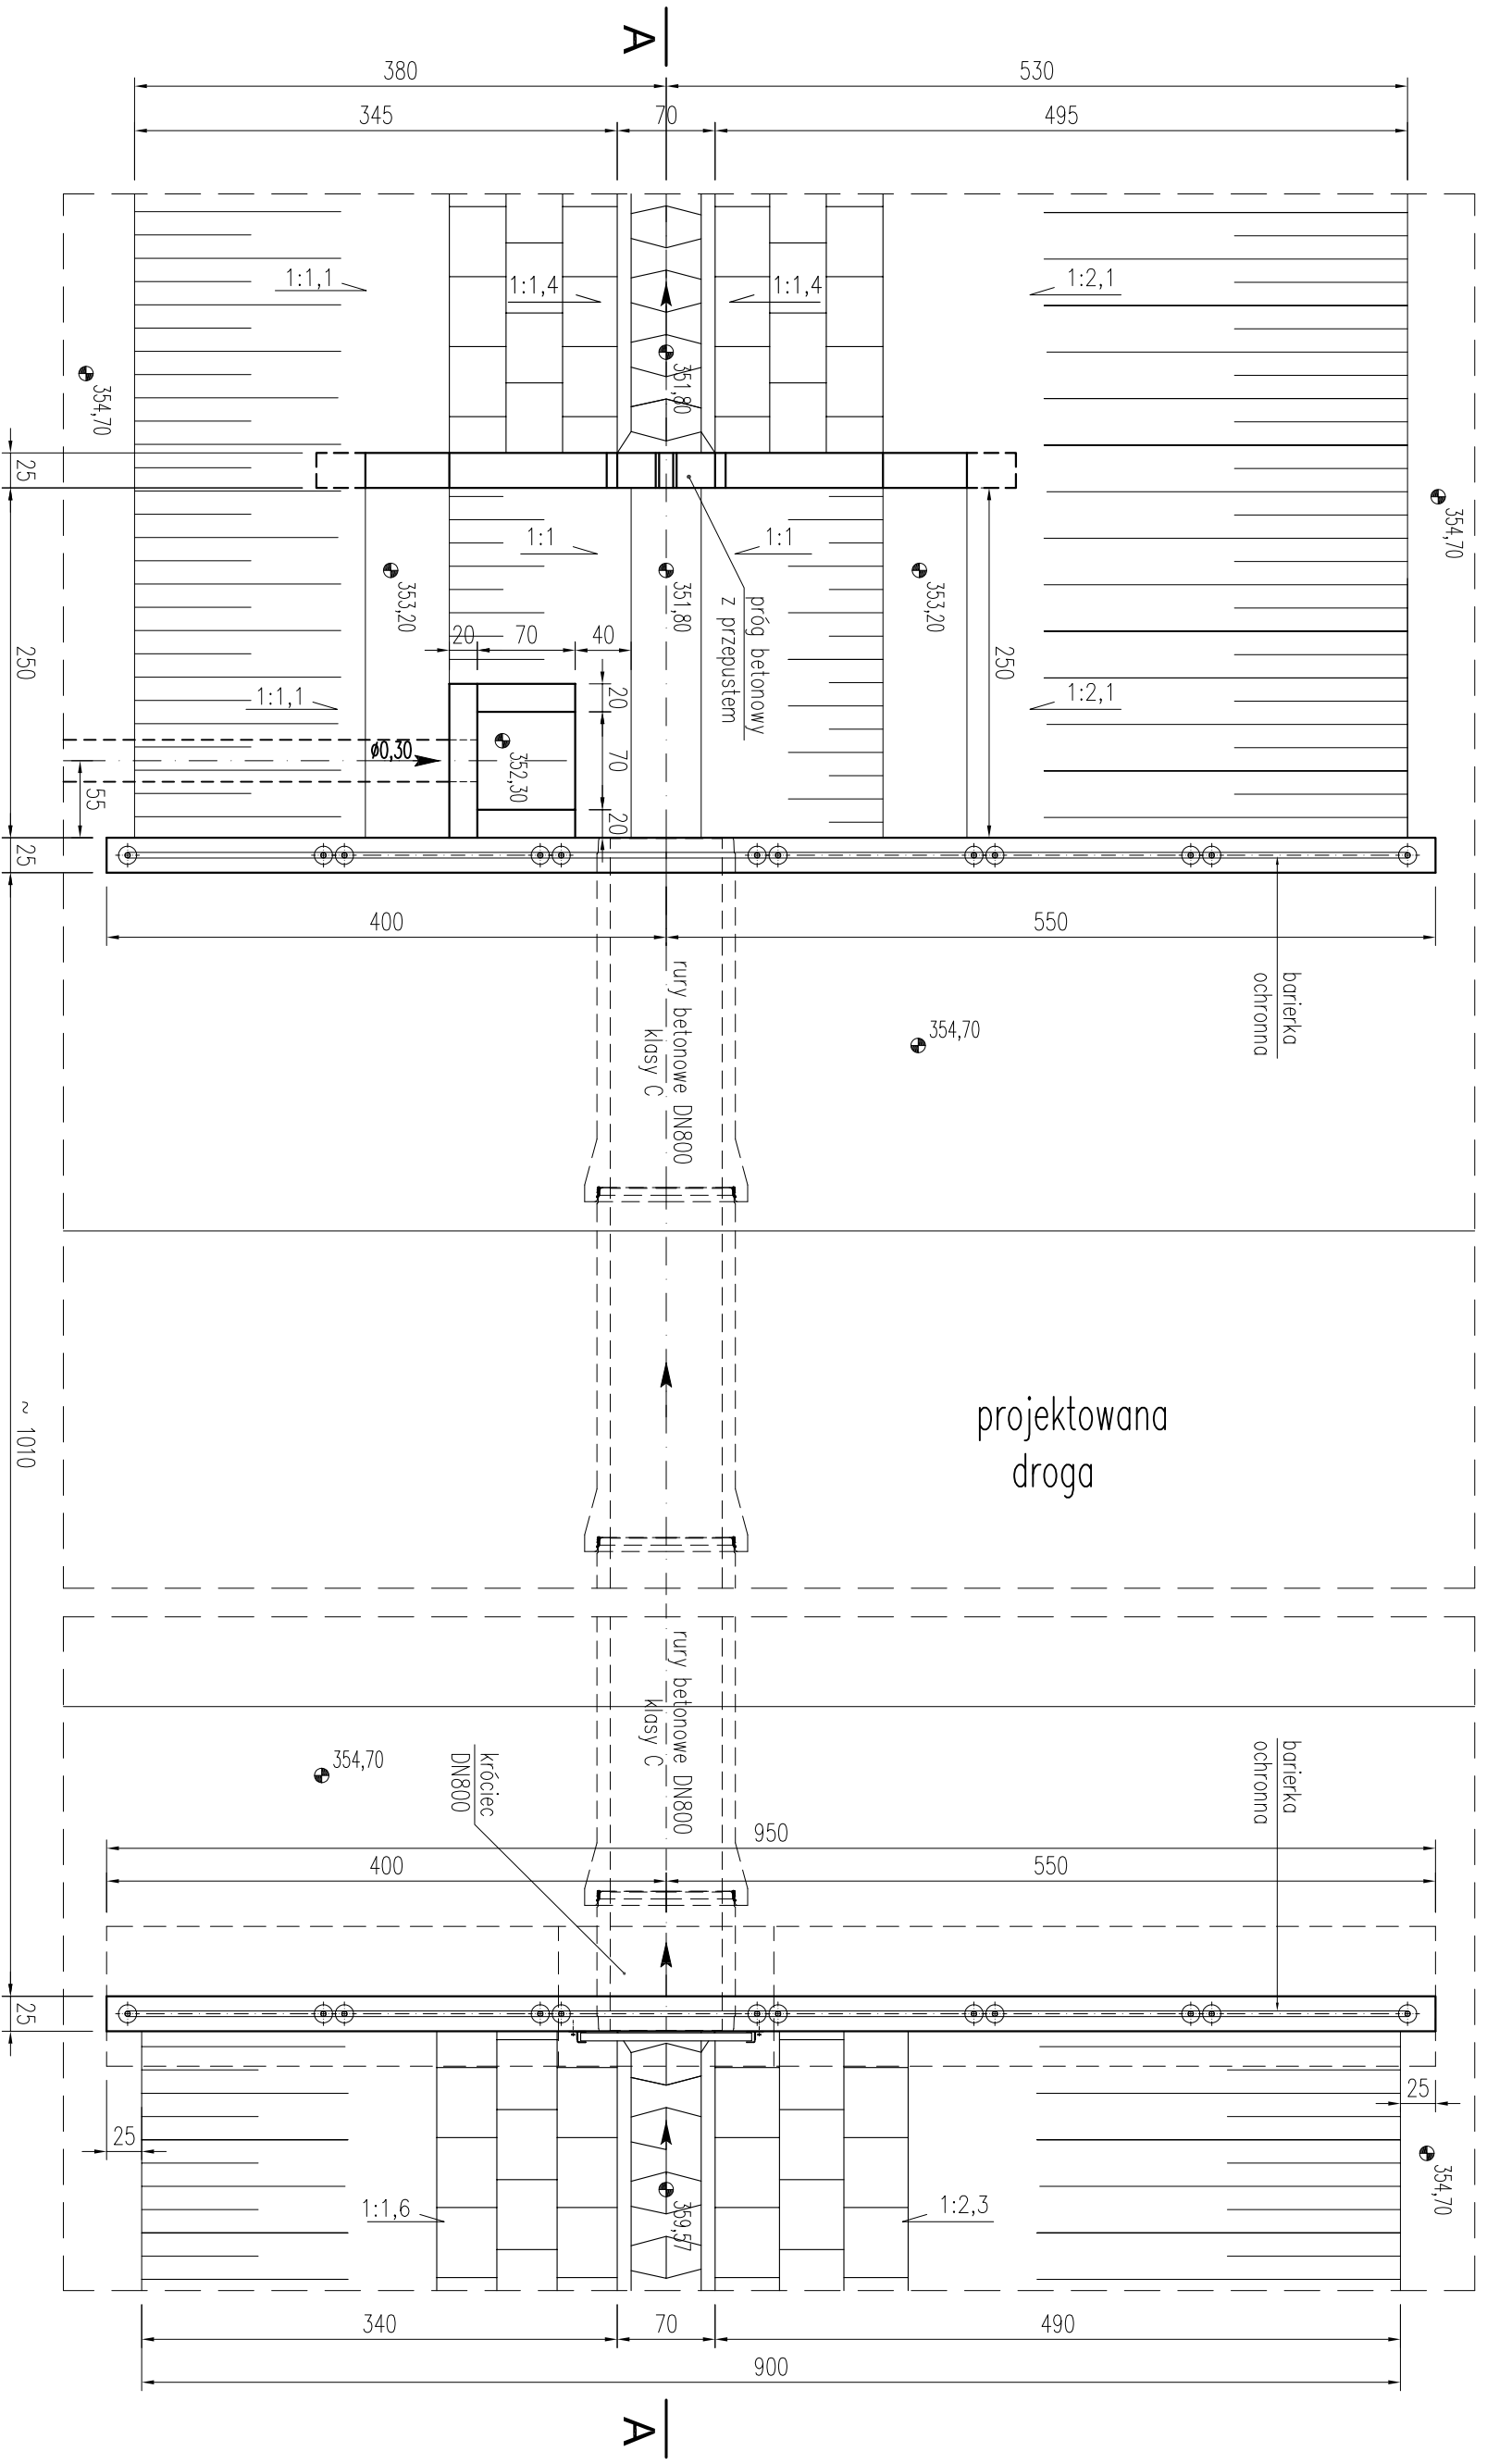 A
380
530
345
70
495
1:1,1
1:1,4
1:1,4
1:2,1
351,80
354,70
354,70
25
1:1
1:1
353,20
351,80
353,20
250
250
próg betonowy
z przepustem
20
70
40
20
70
20
1:1,1
1:2,1
ø0,30
352,30
55
25
400
550
rury betonowe DN800
klasy C
barierka
ochronna
354,70
projektowana
droga
~ 1010
rury betonowe DN800
klasy C
króciec
DN800
354,70
barierka
ochronna
950
400
550
25
25
25
354,70
1:1,6
359,57
1:2,3
340
70
490
900
A